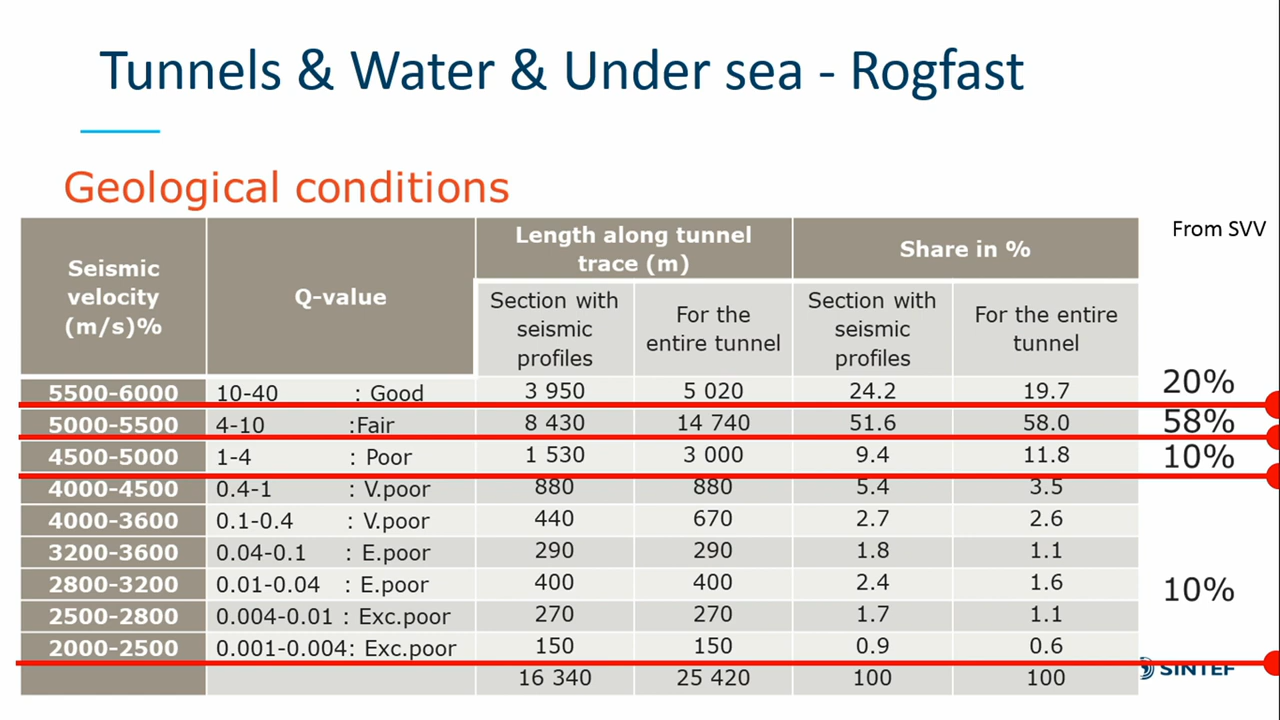 Tunnels & Water & Under sea - Rogfast
Geological conditions
From SVV
Seismic velocity (m/s)% Q-value Length along tunnel trace (m) Share in %
Section with seismic profiles For the entire tunnel Section with seismic profiles For the entire tunnel
5500-6000 10-40 : Good 3 950 5 020 24.2 19.7 20%
5000-5500 4-10 :Fair 8 430 14 740 51.6 58.0 58%
4500-5000 1-4 : Poor 1 530 3 000 9.4 11.8 10%
4000-4500 0.4-1 : V.poor 880 880 5.4 3.5
4000-3600 0.1-0.4 : V.poor 440 670 2.7 2.6
3200-3600 0.04-0.1 : E.poor 290 290 1.8 1.1
2800-3200 0.01-0.04 : E.poor 400 400 2.4 1.6 10%
2500-2800 0.004-0.01 : Exc.poor 270 270 1.7 1.1
2000-2500 0.001-0.004: Exc.poor 150 150 0.9 0.6
16 340 25 420 100 100
SINTEF